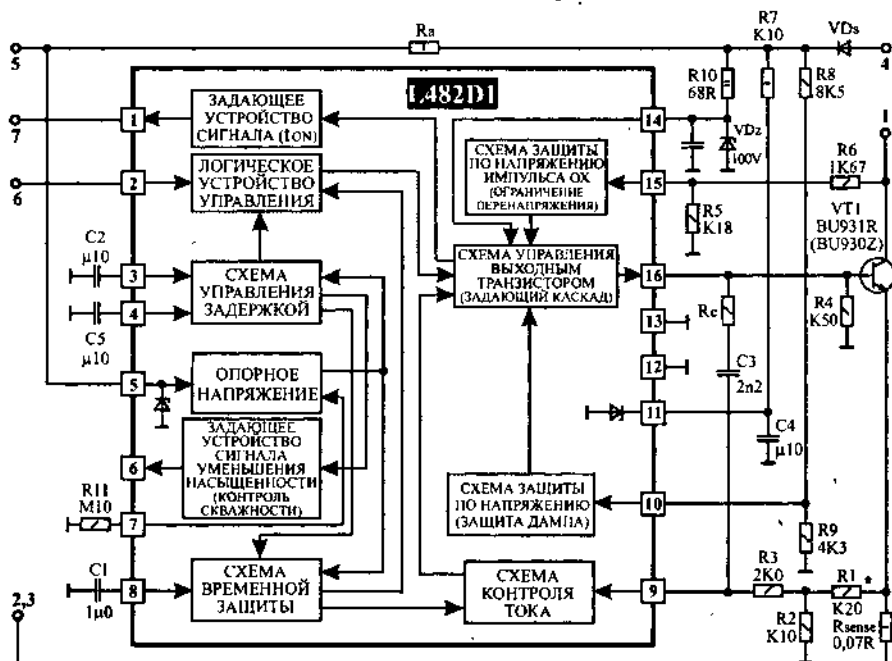 Ra
R7
K10
VDs
5
4
R10
68R
R8
8K5
L482D1
1
ЗАДАЮЩЕЕ
УСТРОЙСТВО
СИГНАЛА (ION)
14
7
VDz
100V
1
СХЕМА ЗАЩИТЫ
ПО НАПРЯЖЕНИЮ
ИМПУЛЬСА ОХ
(ОГРАНИЧЕНИЕ
ПЕРЕНАПРЯЖЕНИЯ)
R6
1K67
2
ЛОГИЧЕСКОЕ
УСТРОЙСТВО
УПРАВЛЕНИЯ
15
6
R5
K18
VT1
BU931R
(BU930Z)
C2
µ10
3
СХЕМА
УПРАВЛЕНИЯ
ЗАДЕРЖКОЙ
СХЕМА УПРАВЛЕНИЯ
ВЫХОДНЫМ
ТРАНЗИСТОРОМ
(ЗАДАЮЩИЙ КАСКАД)
16
4
C5
µ10
13
Rc
R4
K50
12
C3
2n2
5
ОПОРНОЕ
НАПРЯЖЕНИЕ
11
C4
µ10
ЗАДАЮЩЕЕ
УСТРОЙСТВО
СИГНАЛА
УМЕНЬШЕНИЯ
НАСЫЩЕННОСТИ
(КОНТРОЛЬ
СКВАЖНОСТИ)
6
R11
M10
7
СХЕМА ЗАЩИТЫ
ПО НАПРЯЖЕНИЮ
(ЗАЩИТА ДАМПА)
10
R9
4K3
C1
1µ0
8
СХЕМА
ВРЕМЕННОЙ
ЗАЩИТЫ
СХЕМА
КОНТРОЛЯ
ТОКА
9
R3
2K0
R1 *
K20
2,3
R2
K10
Rsense
0,07R